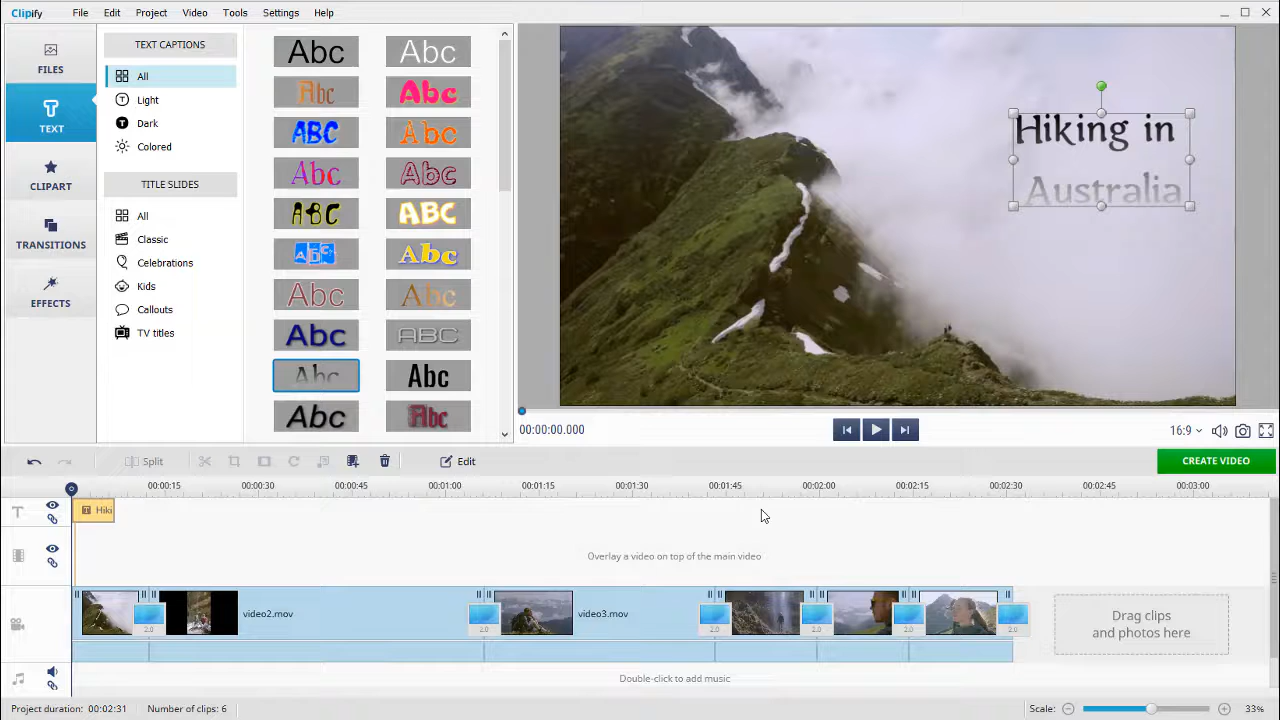 Clipify File Edit Project Video Tools Settings Help
FILES
TEXT
CLIPART
TRANSITIONS
EFFECTS
TEXT CAPTIONS
All
Light
Dark
Colored
TITLE SLIDES
All
Classic
Celebrations
Kids
Callouts
TV titles
Abc Abc
Abc Abc
ABC Abc
Abc Abc
ABC ABC
ABC Abc
Abc Abc
Abc ABC
Abc Abc
Abc Abc
Hiking in
Australia
00:00:00.000
16:9
Split
Edit
CREATE VIDEO
00:00:15 00:00:30 00:00:45 00:01:00 00:01:15 00:01:30 00:01:45 00:02:00 00:02:15 00:02:30 00:02:45 00:03:00
T
T Hiki
Overlay a video on top of the main video
2.0 video2.mov 2.0 video3.mov 2.0 2.0 2.0 2.0
Drag clips
and photos here
Double-click to add music
Project duration: 00:02:31 Number of clips: 6 Scale: 33%